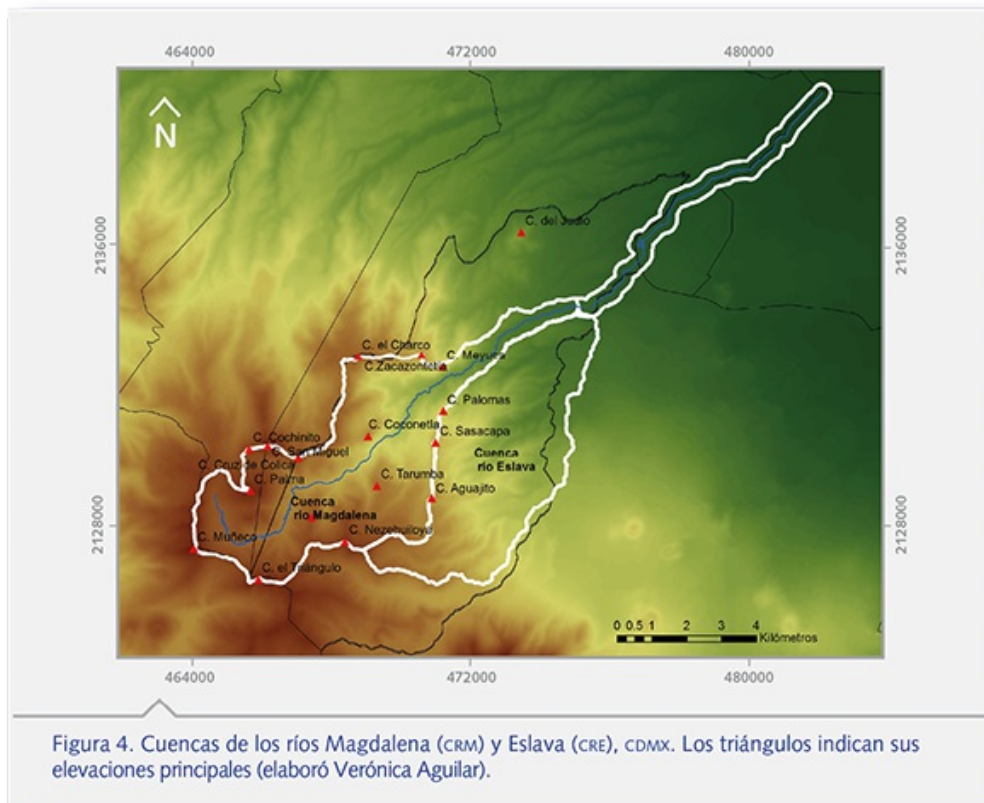 464000
472000
480000
N
2136000
2136000
C. del Judio
C. el Charco
C. Meyuca
C. Zacazontetla
C. Palomas
C. Coconetla
C. Sasacapa
C. Cochinito
C. San Miguel
Cuenca
río Eslava
C. Cruz de Colica
C. Palma
C. Tarumba
C. Aguajito
Cuenca
río Magdalena
C. Nezehuiloya
2128000
2128000
C. Muñeco
C. el Triángulo
0 0.5 1 2 3 4
Kilómetros
464000
472000
480000
Figura 4. Cuencas de los ríos Magdalena (CRM) y Eslava (CRE), CDMX. Los triángulos indican sus
elevaciones principales (elaboró Verónica Aguilar).